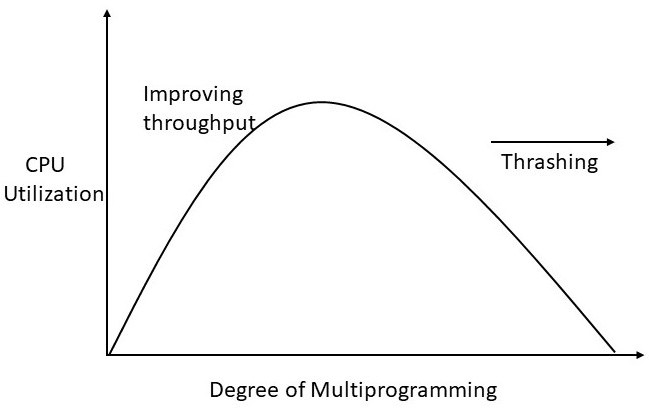 Improving
throughput
CPU
Utilization
Thrashing
Degree of Multiprogramming